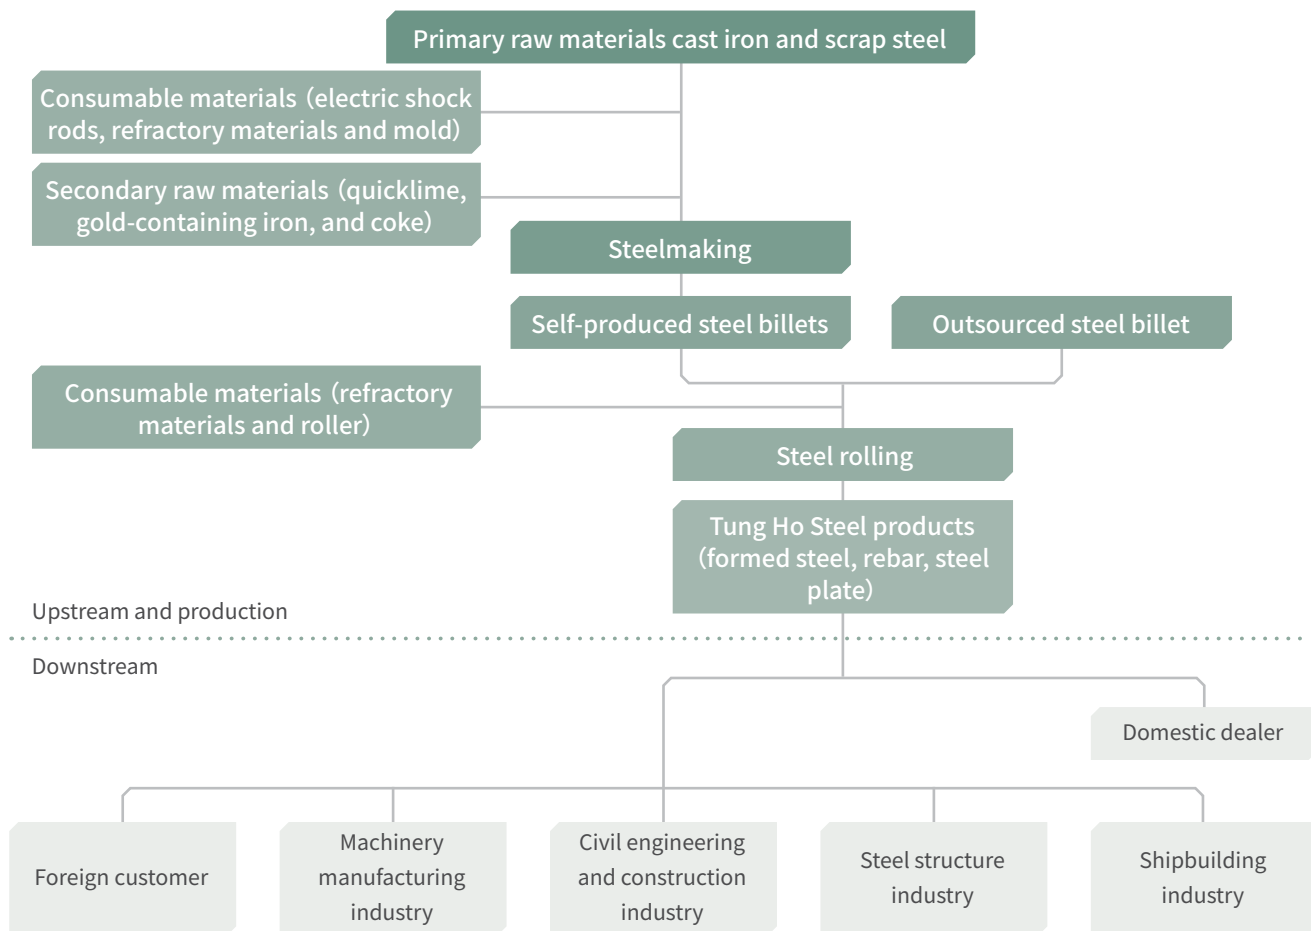 Primary raw materials cast iron and scrap steel
Consumable materials（electric shock
rods, refractory materials and mold）
Secondary raw materials（quicklime,
gold-containing iron, and coke）
Steelmaking
Self-produced steel billets
Outsourced steel billet
Consumable materials（refractory
materials and roller）
Steel rolling
Tung Ho Steel products
（formed steel, rebar, steel
plate）
Upstream and production
Downstream
Domestic dealer
Foreign customer
Machinery
manufacturing
industry
Civil engineering
and construction
industry
Steel structure
industry
Shipbuilding
industry